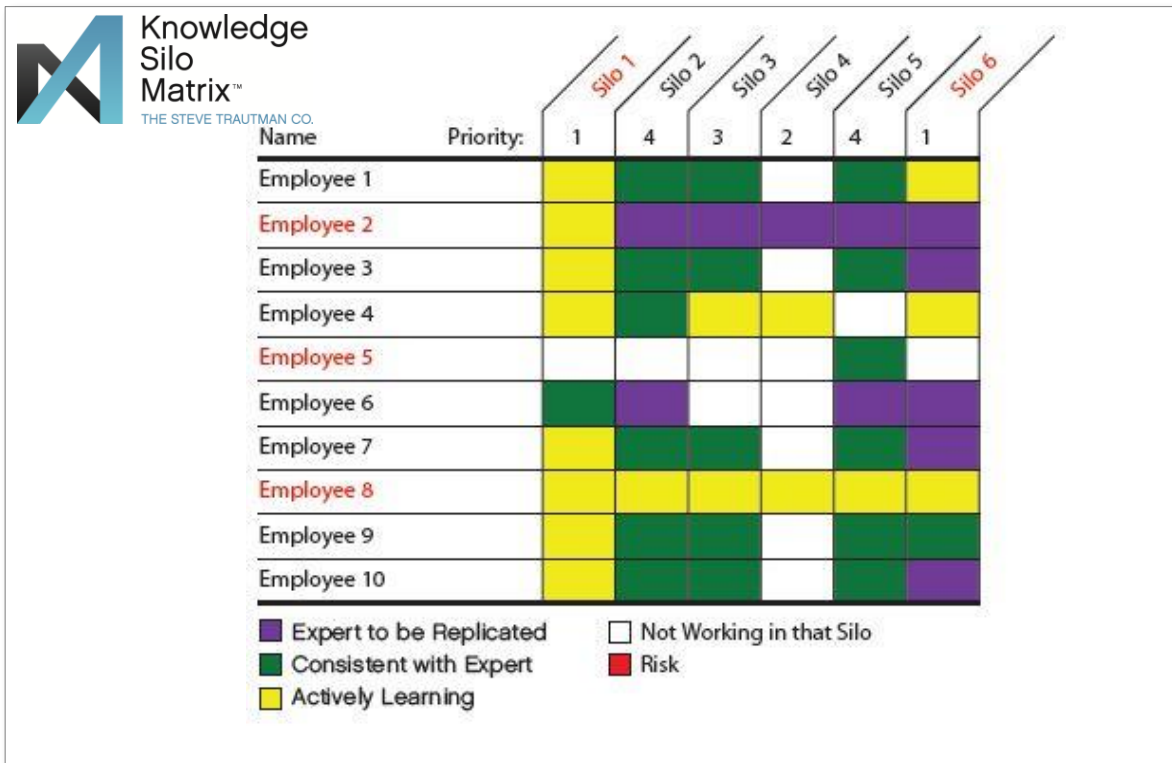 Knowledge
Silo
Matrix™
THE STEVE TRAUTMAN CO.
Silo 1 Silo 2 Silo 3 Silo 4 Silo 5 Silo 6
Name Priority: 1 4 3 2 4 1
Employee 1
Employee 2
Employee 3
Employee 4
Employee 5
Employee 6
Employee 7
Employee 8
Employee 9
Employee 10
Expert to be Replicated
Not Working in that Silo
Consistent with Expert
Risk
Actively Learning